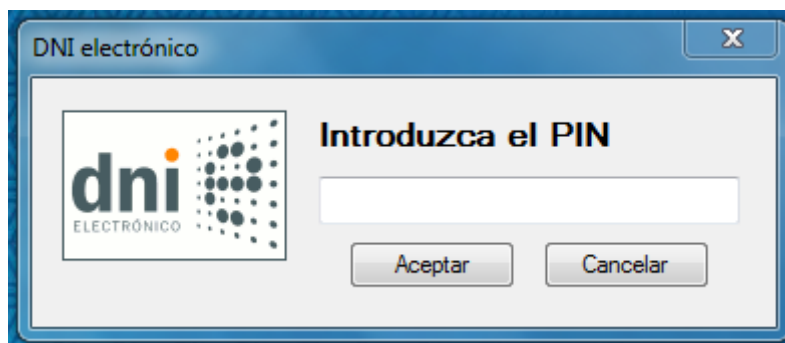 DNI electrónico
dni
ELECTRÓNICO
Introduzca el PIN
Aceptar
Cancelar